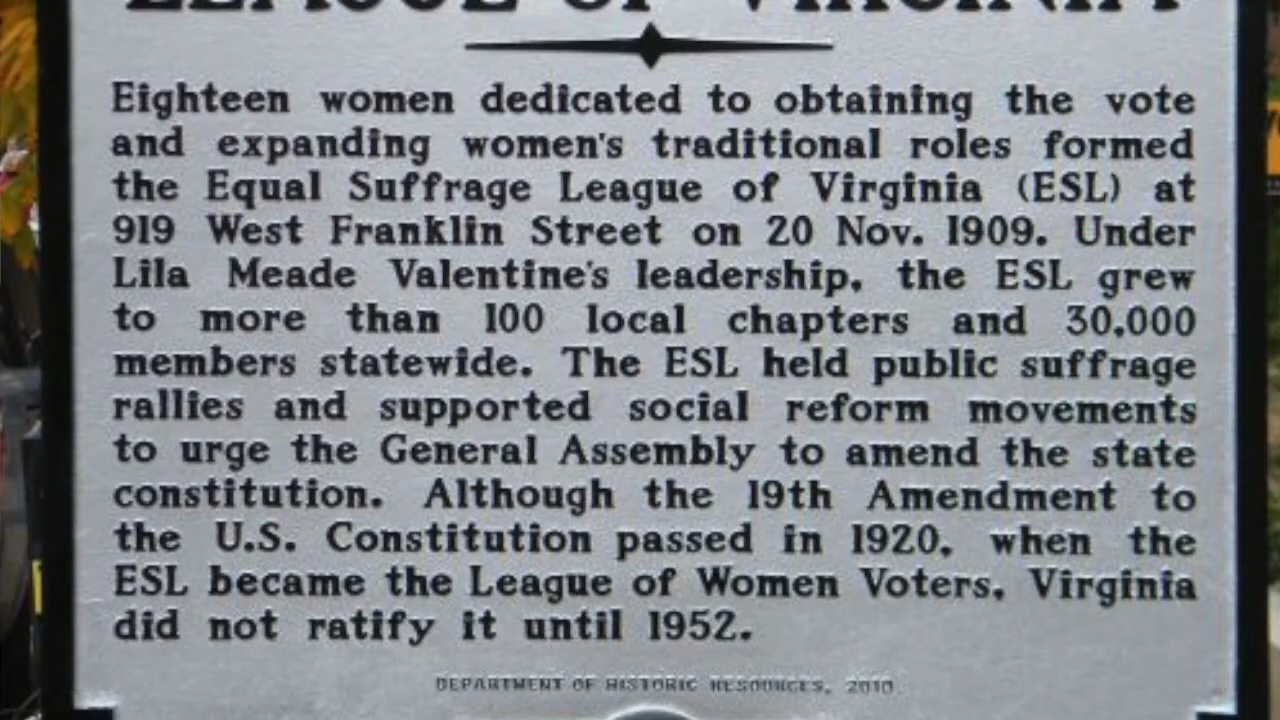 LEAGUE OF VIRGINIA
Eighteen women dedicated to obtaining the vote
and expanding women's traditional roles formed
the Equal Suffrage League of Virginia (ESL) at
919 West Franklin Street on 20 Nov. 1909. Under
Lila Meade Valentine's leadership, the ESL grew
to more than 100 local chapters and 30,000
members statewide. The ESL held public suffrage
rallies and supported social reform movements
to urge the General Assembly to amend the state
constitution. Although the 19th Amendment to
the U.S. Constitution passed in 1920, when the
ESL became the League of Women Voters, Virginia
did not ratify it until 1952.
DEPARTMENT OF HISTORIC RESOURCES, 2010